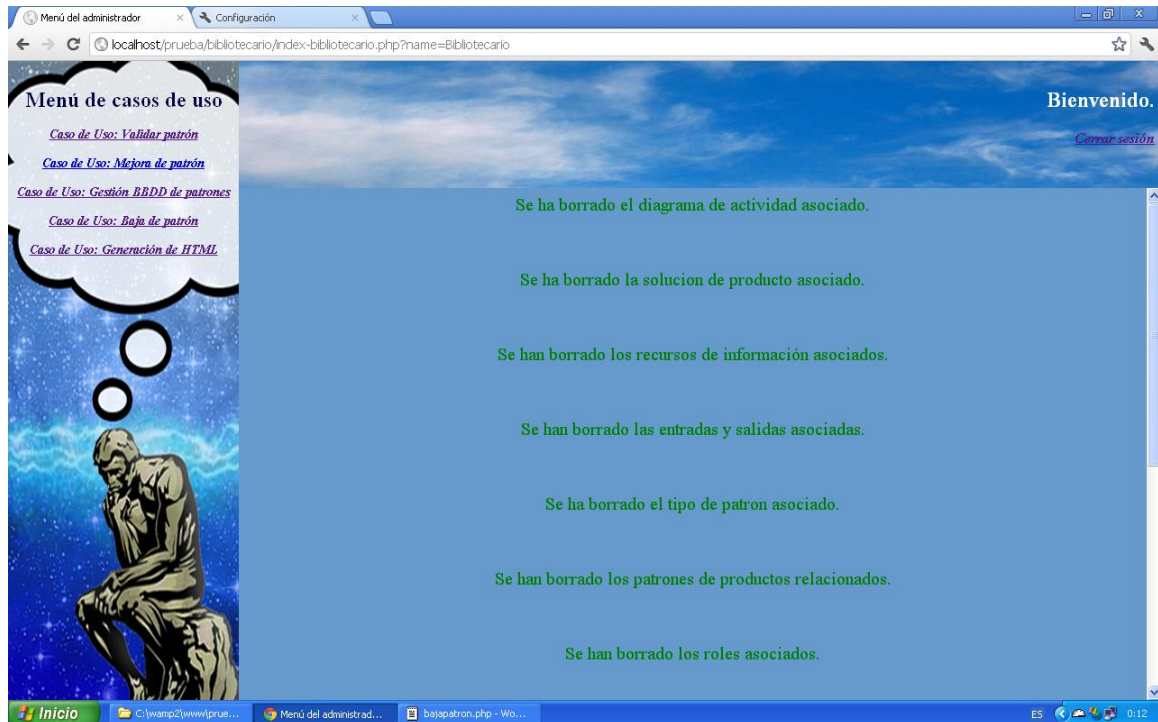 Menú del administrador
Configuración
localhost/prueba/bibliotecario/index-bibliotecario.php?name=Bibliotecario
Menú de casos de uso
Caso de Uso: Validar patrón
Caso de Uso: Mejora de patrón
Caso de Uso: Gestión BBDD de patrones
Caso de Uso: Baja de patrón
Caso de Uso: Generación de HTML
Bienvenido.
Cerrar sesión
Se ha borrado el diagrama de actividad asociado.
Se ha borrado la solucion de producto asociado.
Se han borrado los recursos de información asociados.
Se han borrado las entradas y salidas asociadas.
Se ha borrado el tipo de patron asociado.
Se han borrado los patrones de productos relacionados.
Se han borrado los roles asociados.
Inicio
C:\wamp2\www\prue...
Menú del administrad...
bajapatron.php - Wo...
ES
0:12